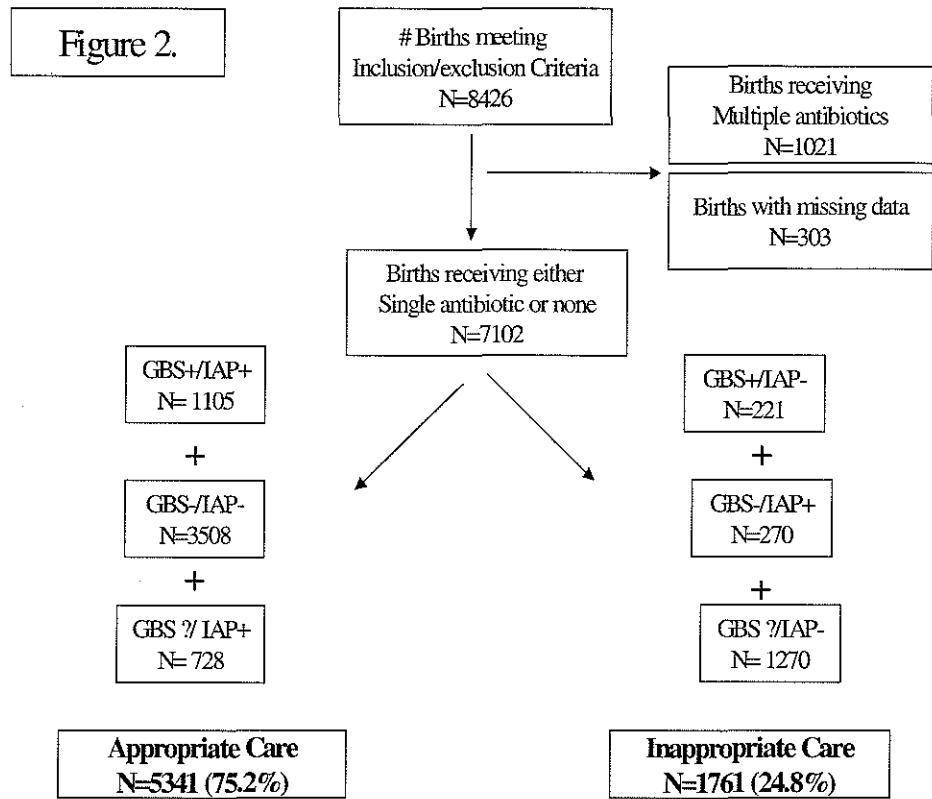 Figure 2.
# Births meeting
Inclusion/exclusion Criteria
N=8426
Births receiving
Multiple antibiotics
N=1021
Births with missing data
N=303
Births receiving either
Single antibiotic or none
N=7102
GBS+/IAP+
N= 1105
+
GBS-/IAP-
N=3508
+
GBS ?/ IAP+
N= 728
Appropriate Care
N=5341 (75.2%)
GBS+/IAP-
N=221
+
GBS-/IAP+
N=270
+
GBS ?/IAP-
N= 1270
Inappropriate Care
N=1761 (24.8%)